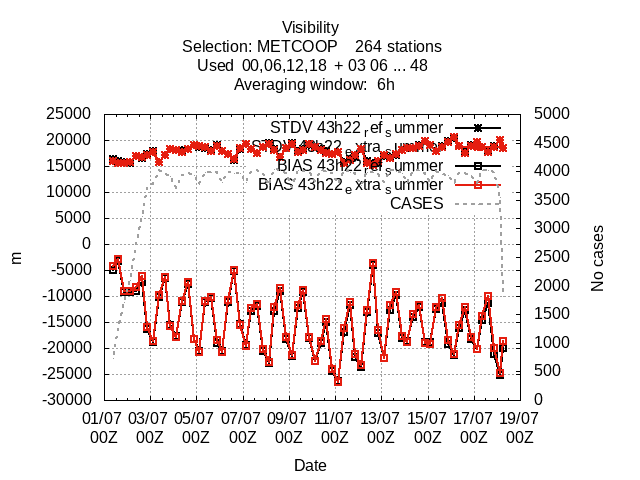 Visibility
Selection: METCOOP 264 stations
Used 00,06,12,18 + 03 06 ... 48
Averaging window: 6h
25000
20000
15000
10000
5000
0
-5000
-10000
-15000
-20000
-25000
-30000
m
5000
4500
4000
3500
3000
2500
2000
1500
1000
500
0
No cases
STDV 43h22_ref_summer
STDV 43h22_extra_summer
BIAS 43h22_ref_summer
BIAS 43h22_extra_summer
CASES
01/07 03/07 05/07 07/07 09/07 11/07 13/07 15/07 17/07 19/07
00Z 00Z 00Z 00Z 00Z 00Z 00Z 00Z 00Z 00Z
Date